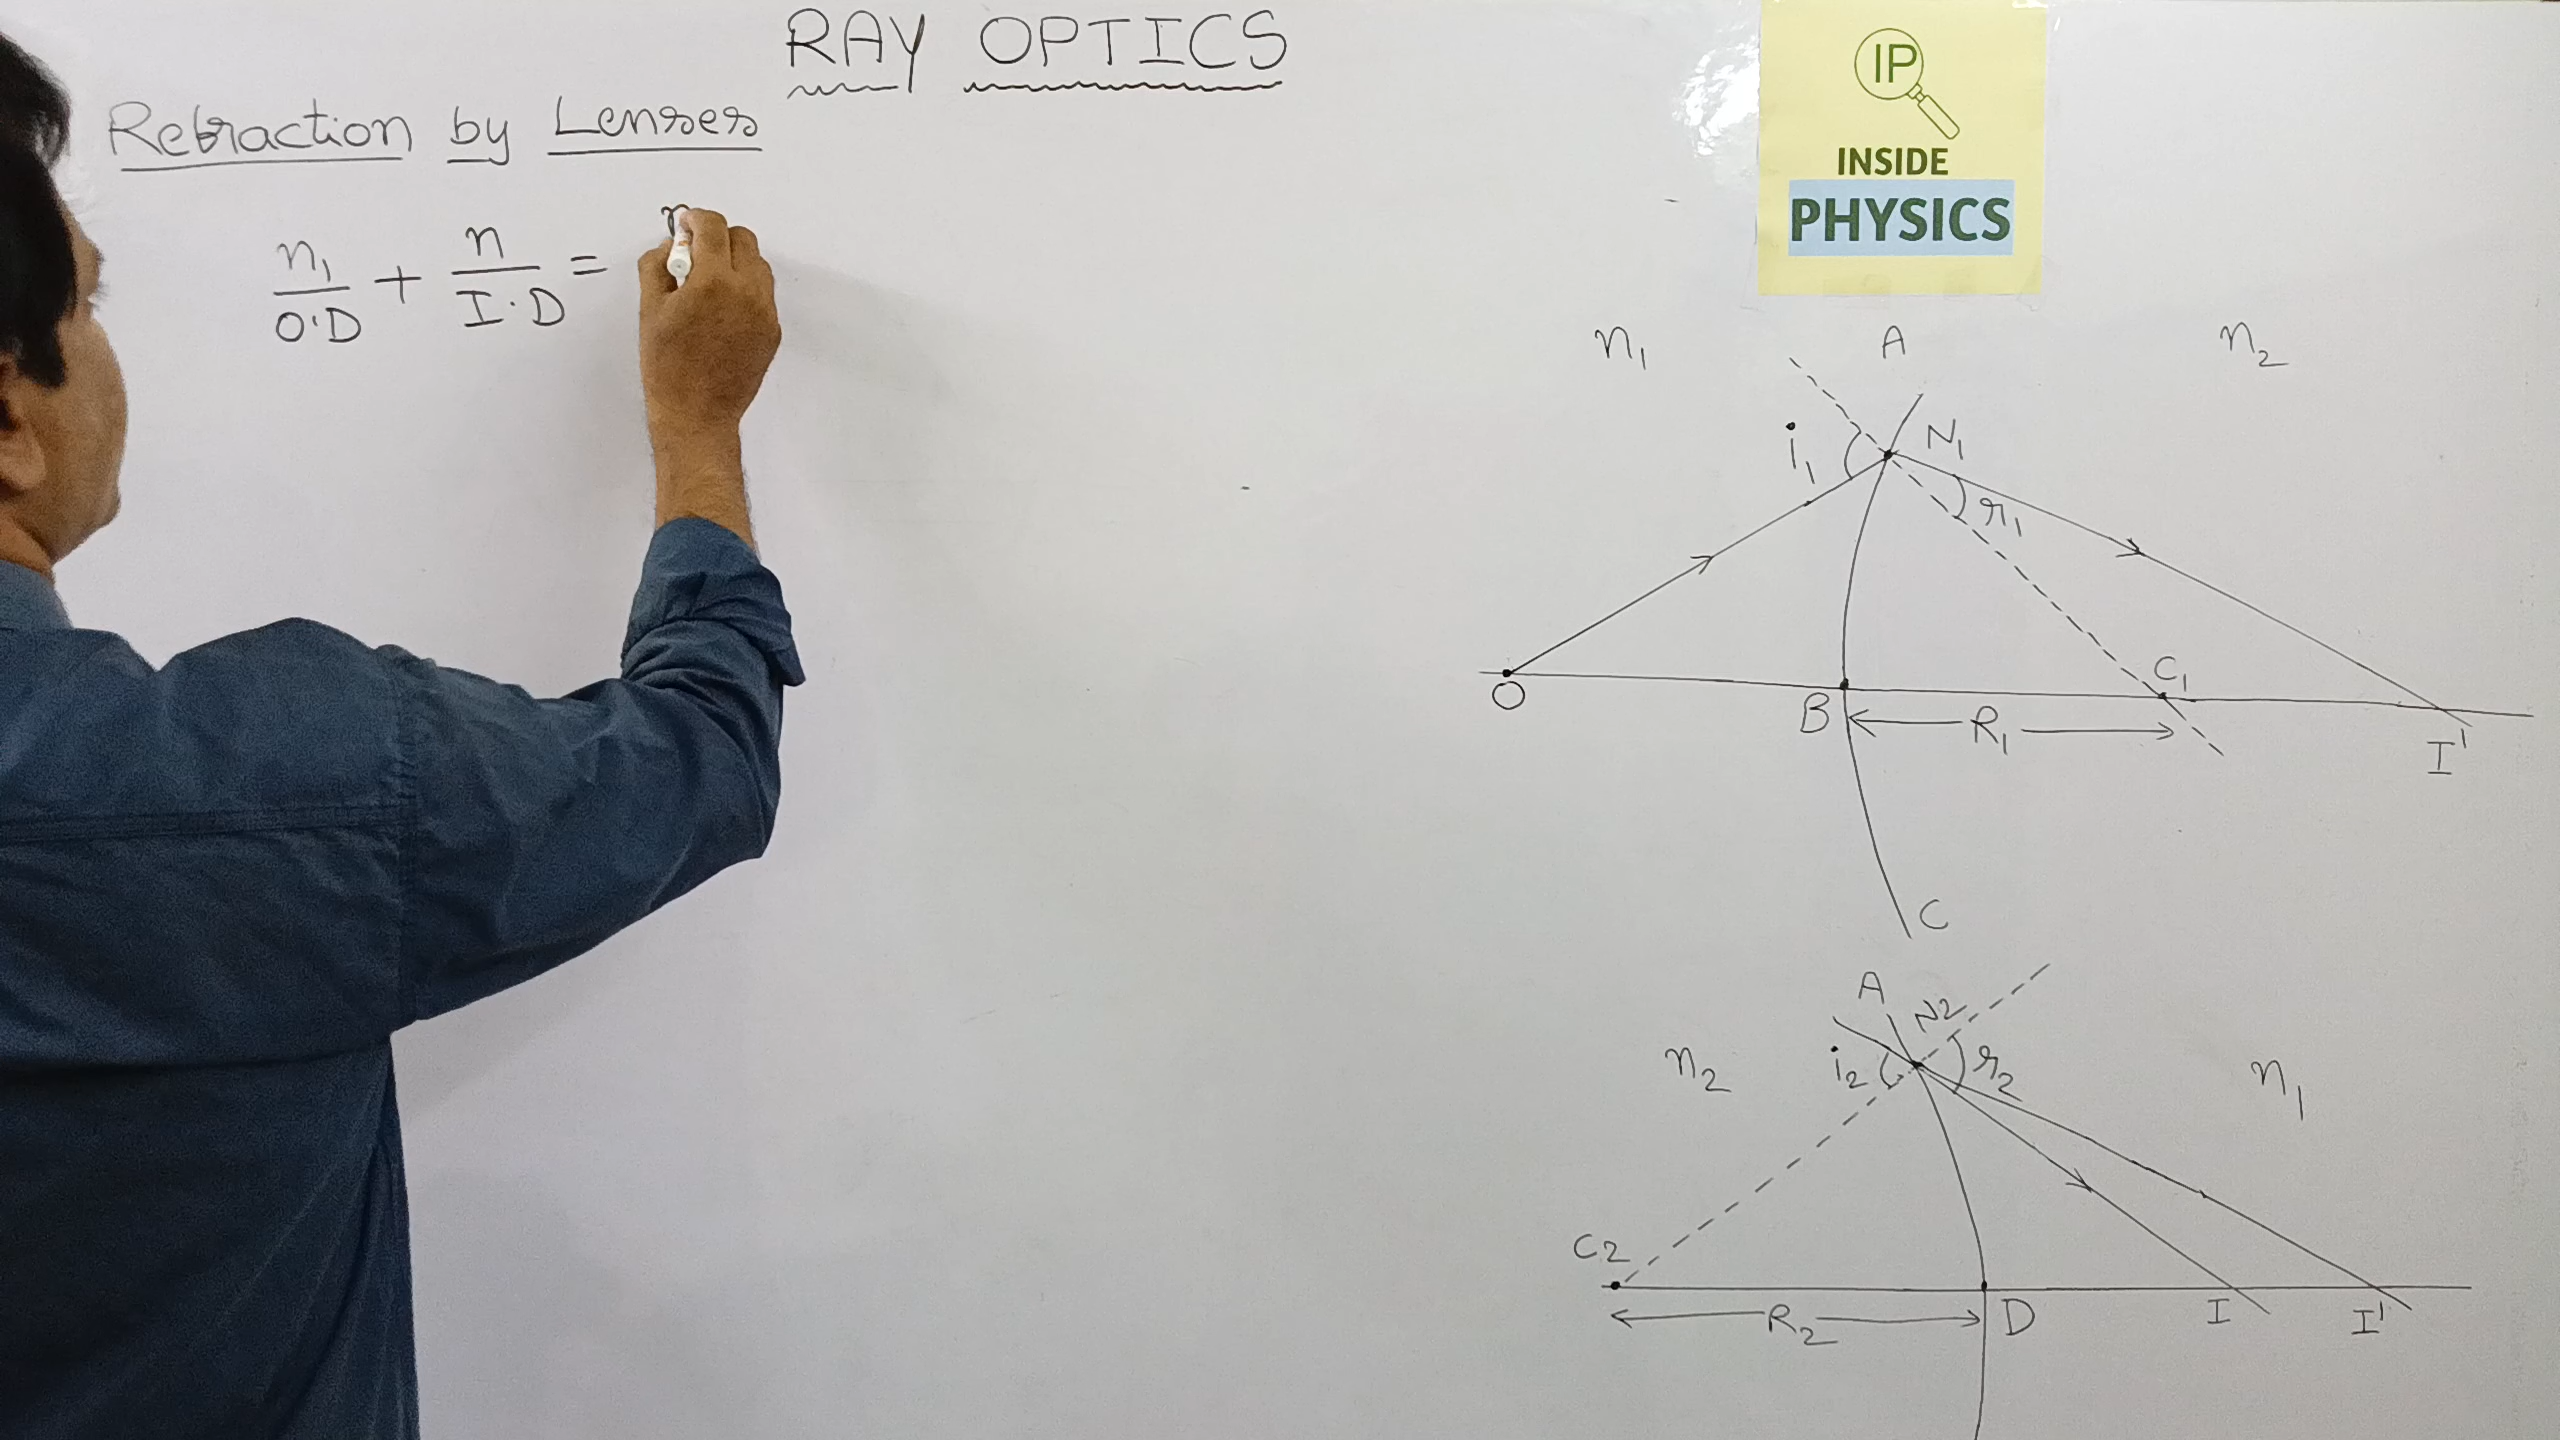 RAY OPTICS
IP
INSIDE
PHYSICS
Refraction by Lenses
n₁/O·D + n/I·D = n
n₁ A n₂
i₁ N₁ r₁
O B R₁ C₁ I'
C
A N2
n₂ i₂ r₂ n₁
C₂ R₂ D I I'